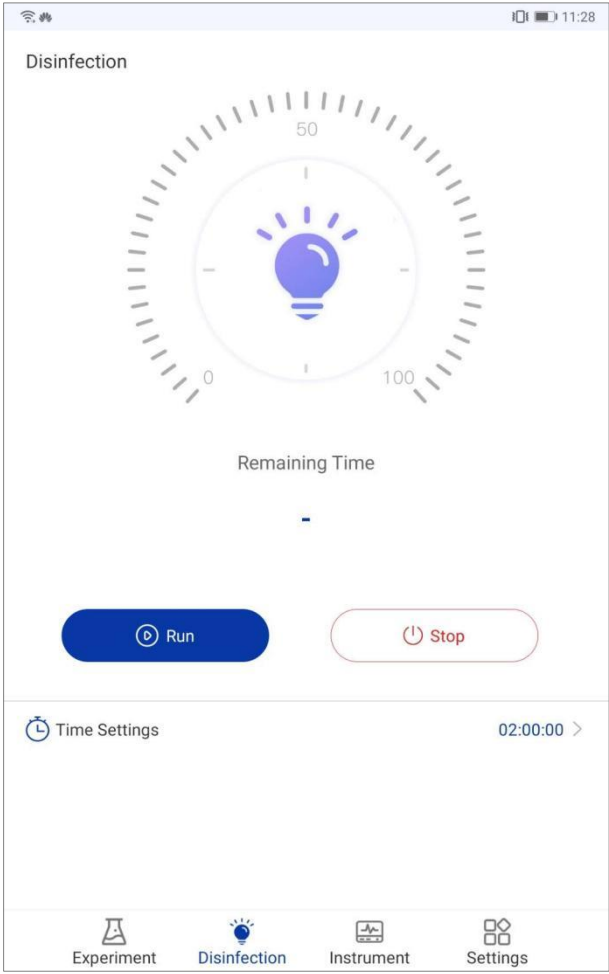 11:28
Disinfection
50
0
100
Remaining Time
-
Run
Stop
Time Settings
02:00:00
Experiment
Disinfection
Instrument
Settings